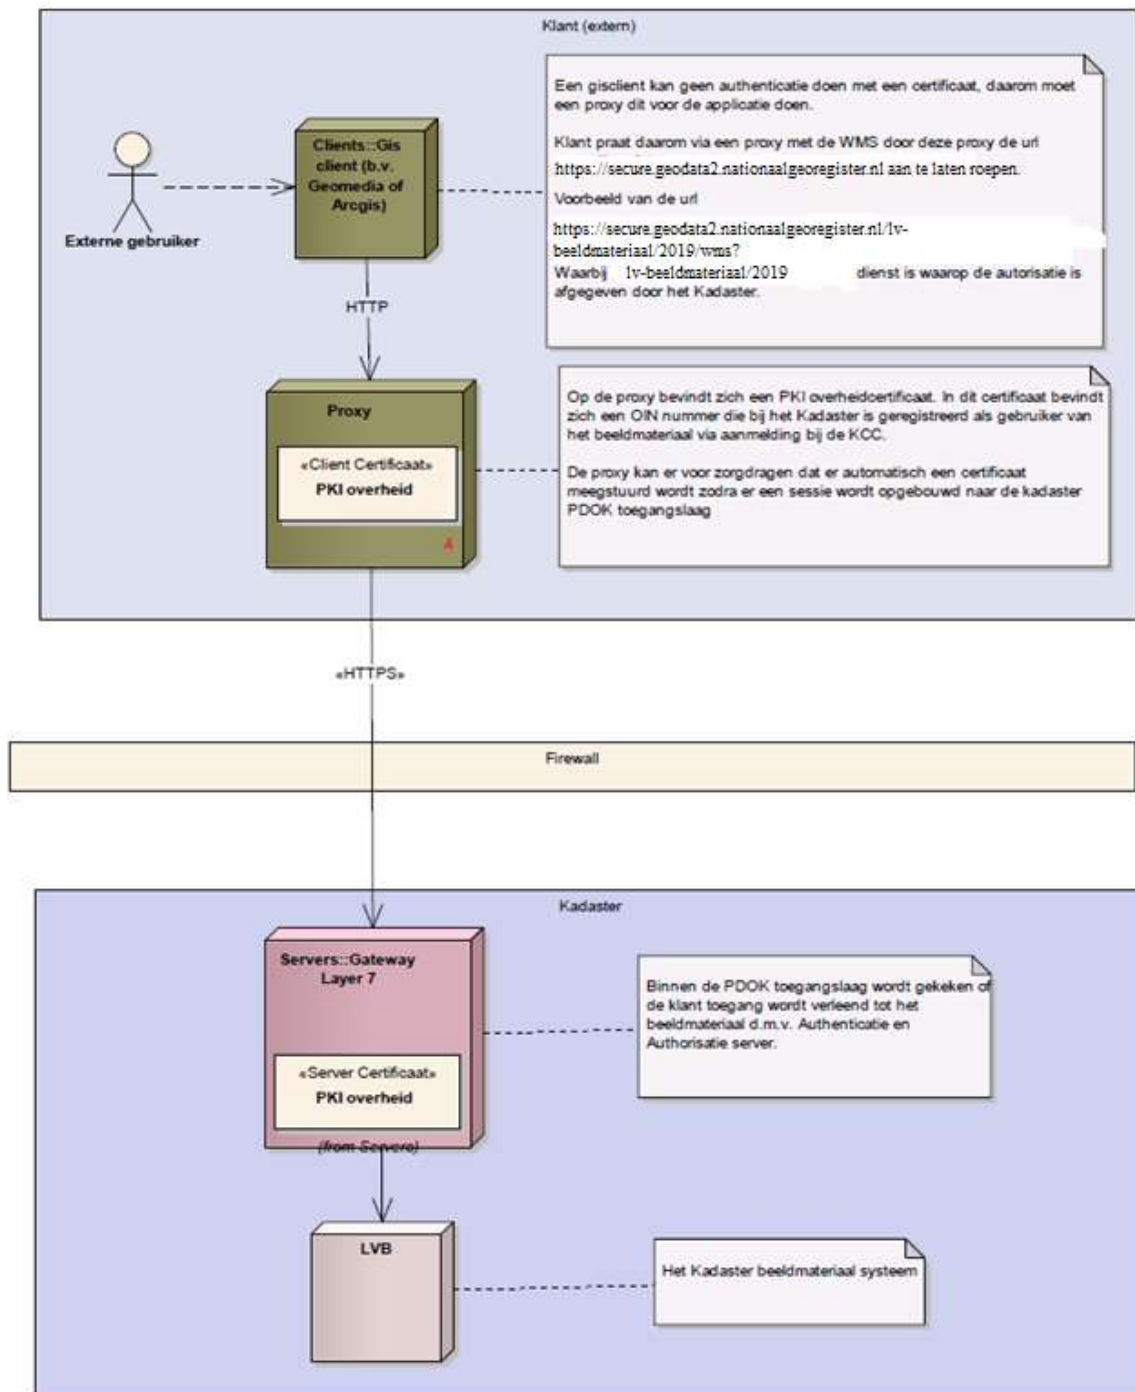 Klant (extern)
Een gisclient kan geen authenticatie doen met een certificaat, daarom moet
een proxy dit voor de applicatie doen.
Klant praat daarom via een proxy met de WMS door deze proxy de url
https://secure.geodata2.nationaalgeoregister.nl aan te laten roepen.
Voorbeeld van de url
https://secure.geodata2.nationaalgeoregister.nl/lv-
beeldmateriaal/2019/wms?
Waarbij lv-beeldmateriaal/2019 dienst is waarop de autorisatie is
afgegeven door het Kadaster.
Clients::Gis
client (b.v.
Geomedia of
Arcgis)
Externe gebruiker
HTTP
Proxy
«Client Certificaat»
PKI overheid
4
Op de proxy bevindt zich een PKI overheidcertificaat. In dit certificaat bevindt
zich een OIN nummer die bij het Kadaster is geregistreerd als gebruiker van
het beeldmateriaal via aanmelding bij de KCC.
De proxy kan er voor zorgdragen dat er automatisch een certificaat
meegstuurd wordt zodra er een sessie wordt opgebouwd naar de kadaster
PDOK toegangslaag
«HTTPS»
Firewall
Kadaster
Servers::Gateway
Layer 7
«Server Certificaat»
PKI overheid
(from Servers)
Binnen de PDOK toegangslaag wordt gekeken of
de klant toegang wordt verleend tot het
beeldmateriaal d.m.v. Authenticatie en
Authorisatie server.
LVB
Het Kadaster beeldmateriaal systeem